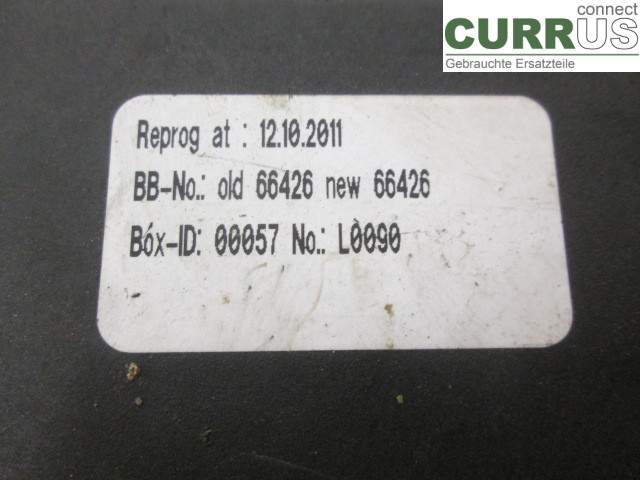 connect
CURRUS
Gebrauchte Ersatzteile
Reprog at : 12.10.2011
BB-No.: old 66426 new 66426
Box-ID: 00057 No.: L0090